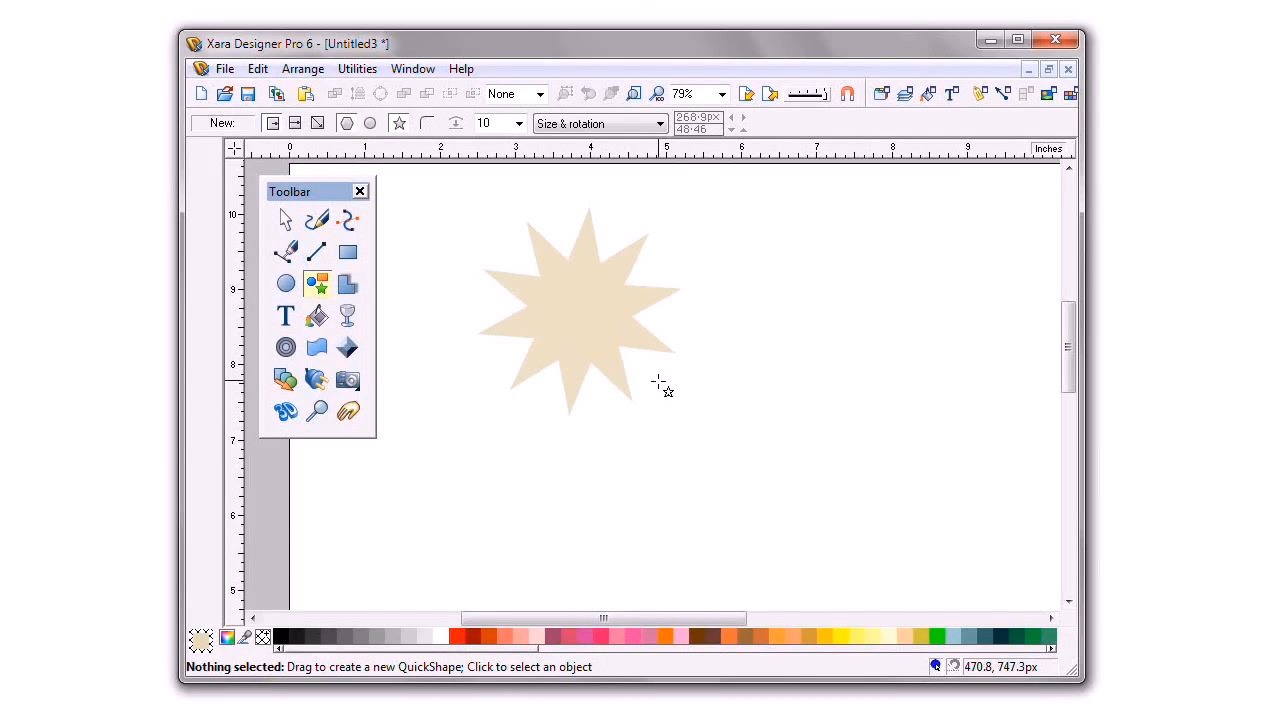 Xara Designer Pro 6 - [Untitled3 *]
File Edit Arrange Utilities Window Help
None 79%
New: 10 Size & rotation 268·9px
48·46
0 1 2 3 4 5 6 7 8 9 Inches
Toolbar
10
9
T
8
3D
7
6
5
Nothing selected: Drag to create a new QuickShape; Click to select an object 470.8, 747.3px